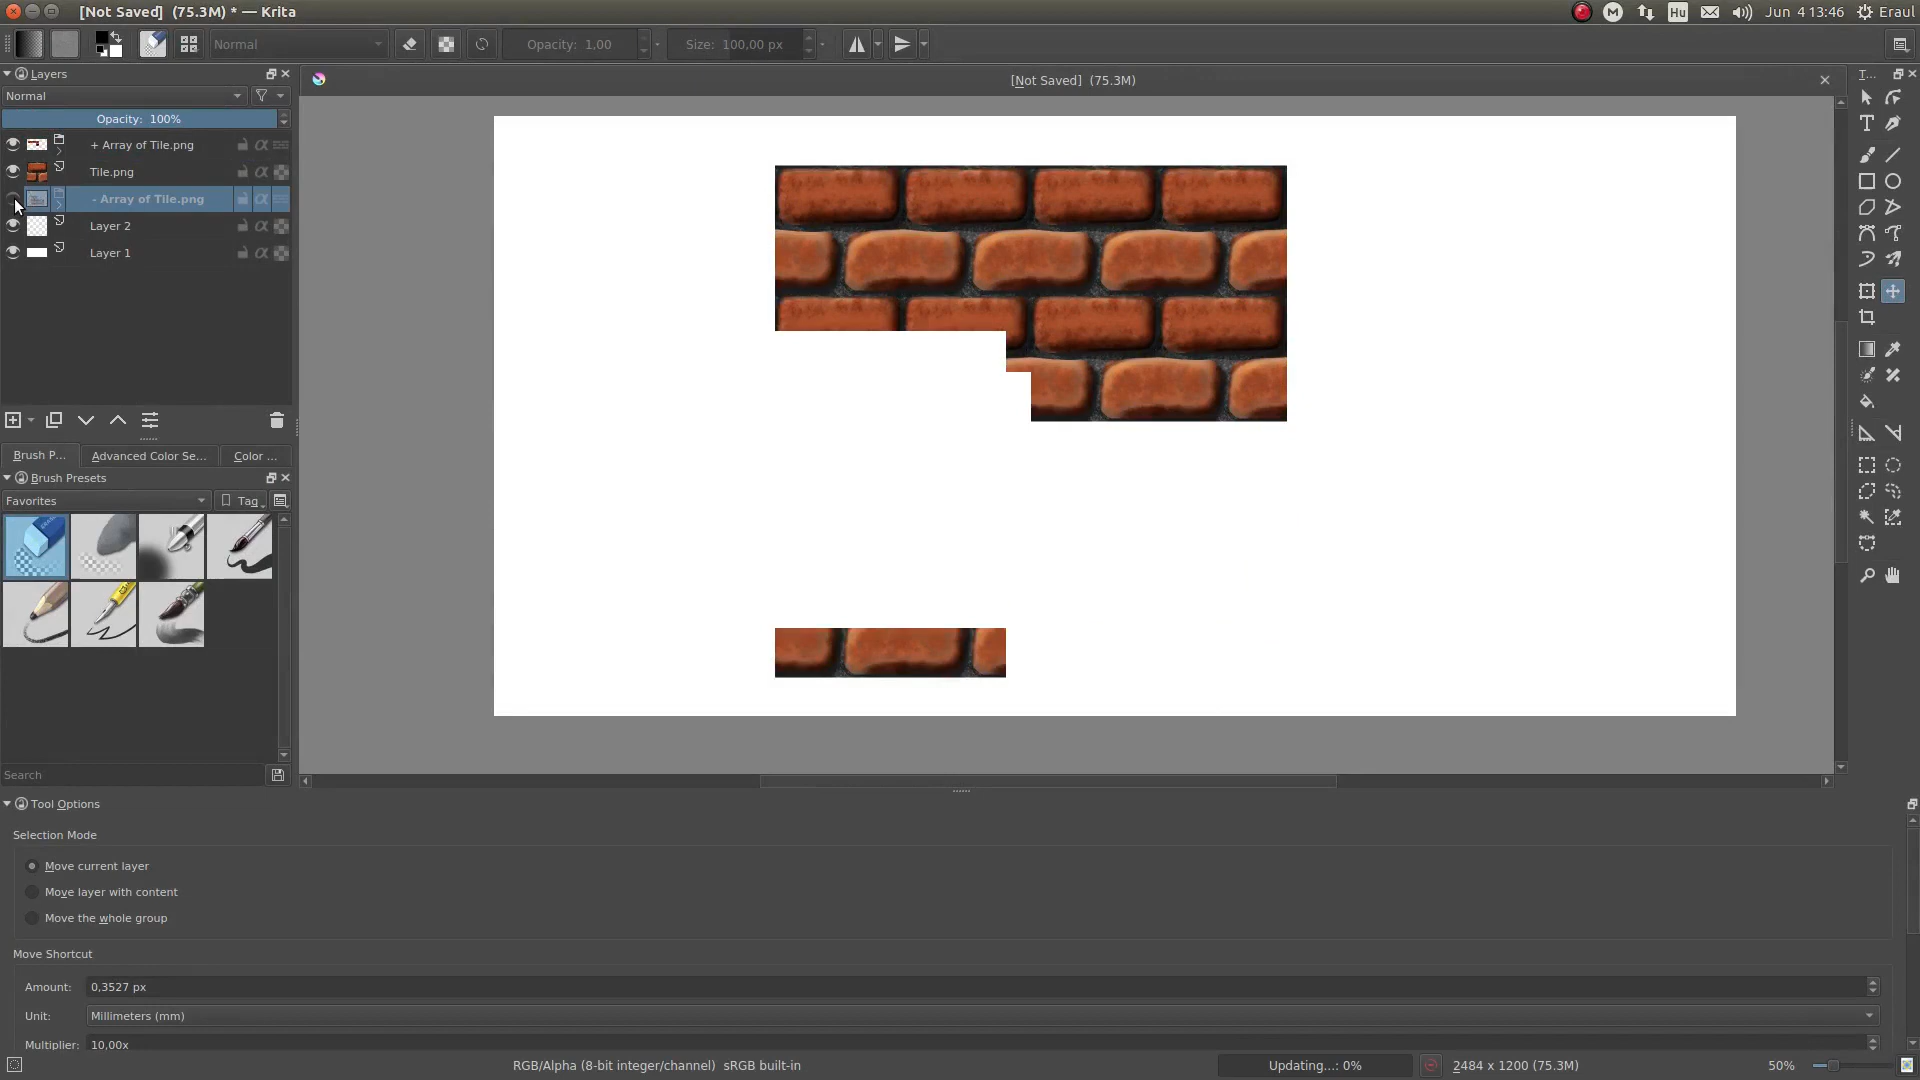 [Not Saved]  (75.3M) * — Krita
Hu
Jun  4 13:46
Eraul
Normal
Opacity:  1,00
Size:  100,00 px
Layers
[Not Saved]  (75.3M)
T...
Normal
Opacity:  100%
+ Array of Tile.png
Tile.png
- Array of Tile.png
Layer 2
Layer 1
Brush P...
Advanced Color Se...
Color ...
Brush Presets
Favorites
Tag
Search
Tool Options
Selection Mode
Move current layer
Move layer with content
Move the whole group
Move Shortcut
Amount:
0,3527 px
Unit:
Millimeters (mm)
Multiplier:
10,00x
RGB/Alpha (8-bit integer/channel)  sRGB built-in
Updating...: 0%
2484 x 1200 (75.3M)
50%